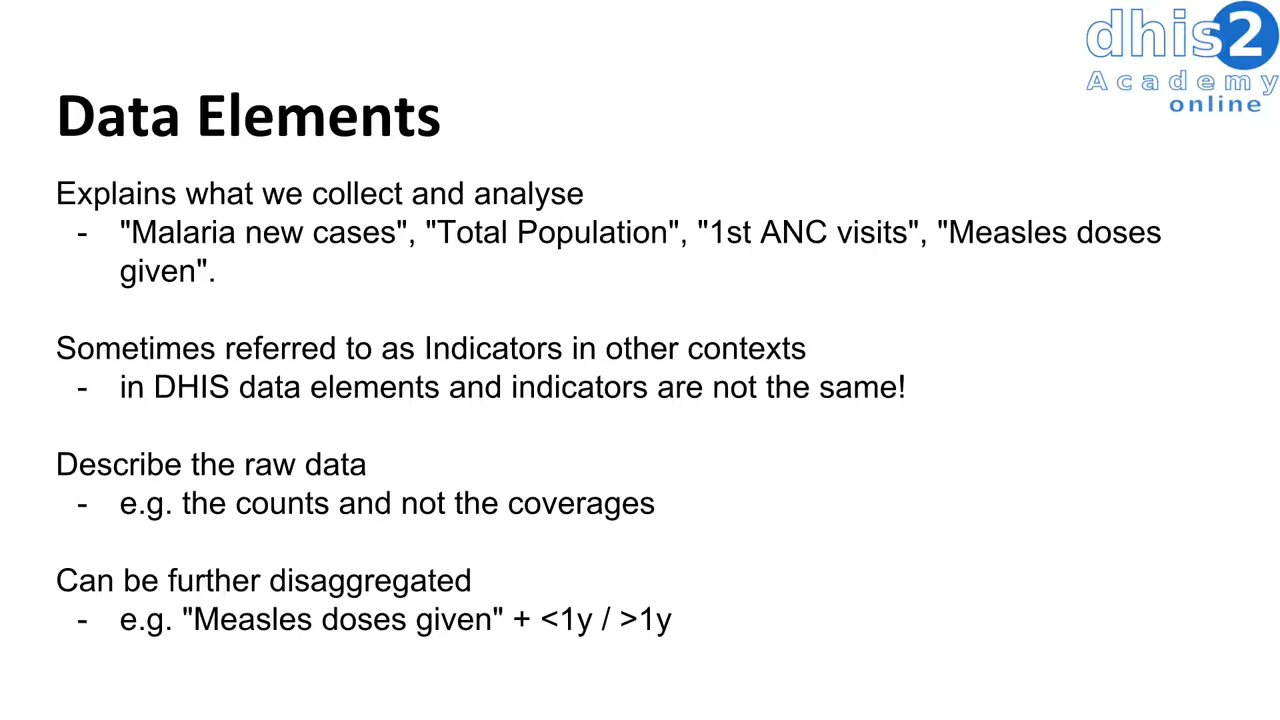 dhis2
Academy
online
Data Elements
Explains what we collect and analyse
- "Malaria new cases", "Total Population", "1st ANC visits", "Measles doses
given".
Sometimes referred to as Indicators in other contexts
- in DHIS data elements and indicators are not the same!
Describe the raw data
- e.g. the counts and not the coverages
Can be further disaggregated
- e.g. "Measles doses given" + <1y / >1y